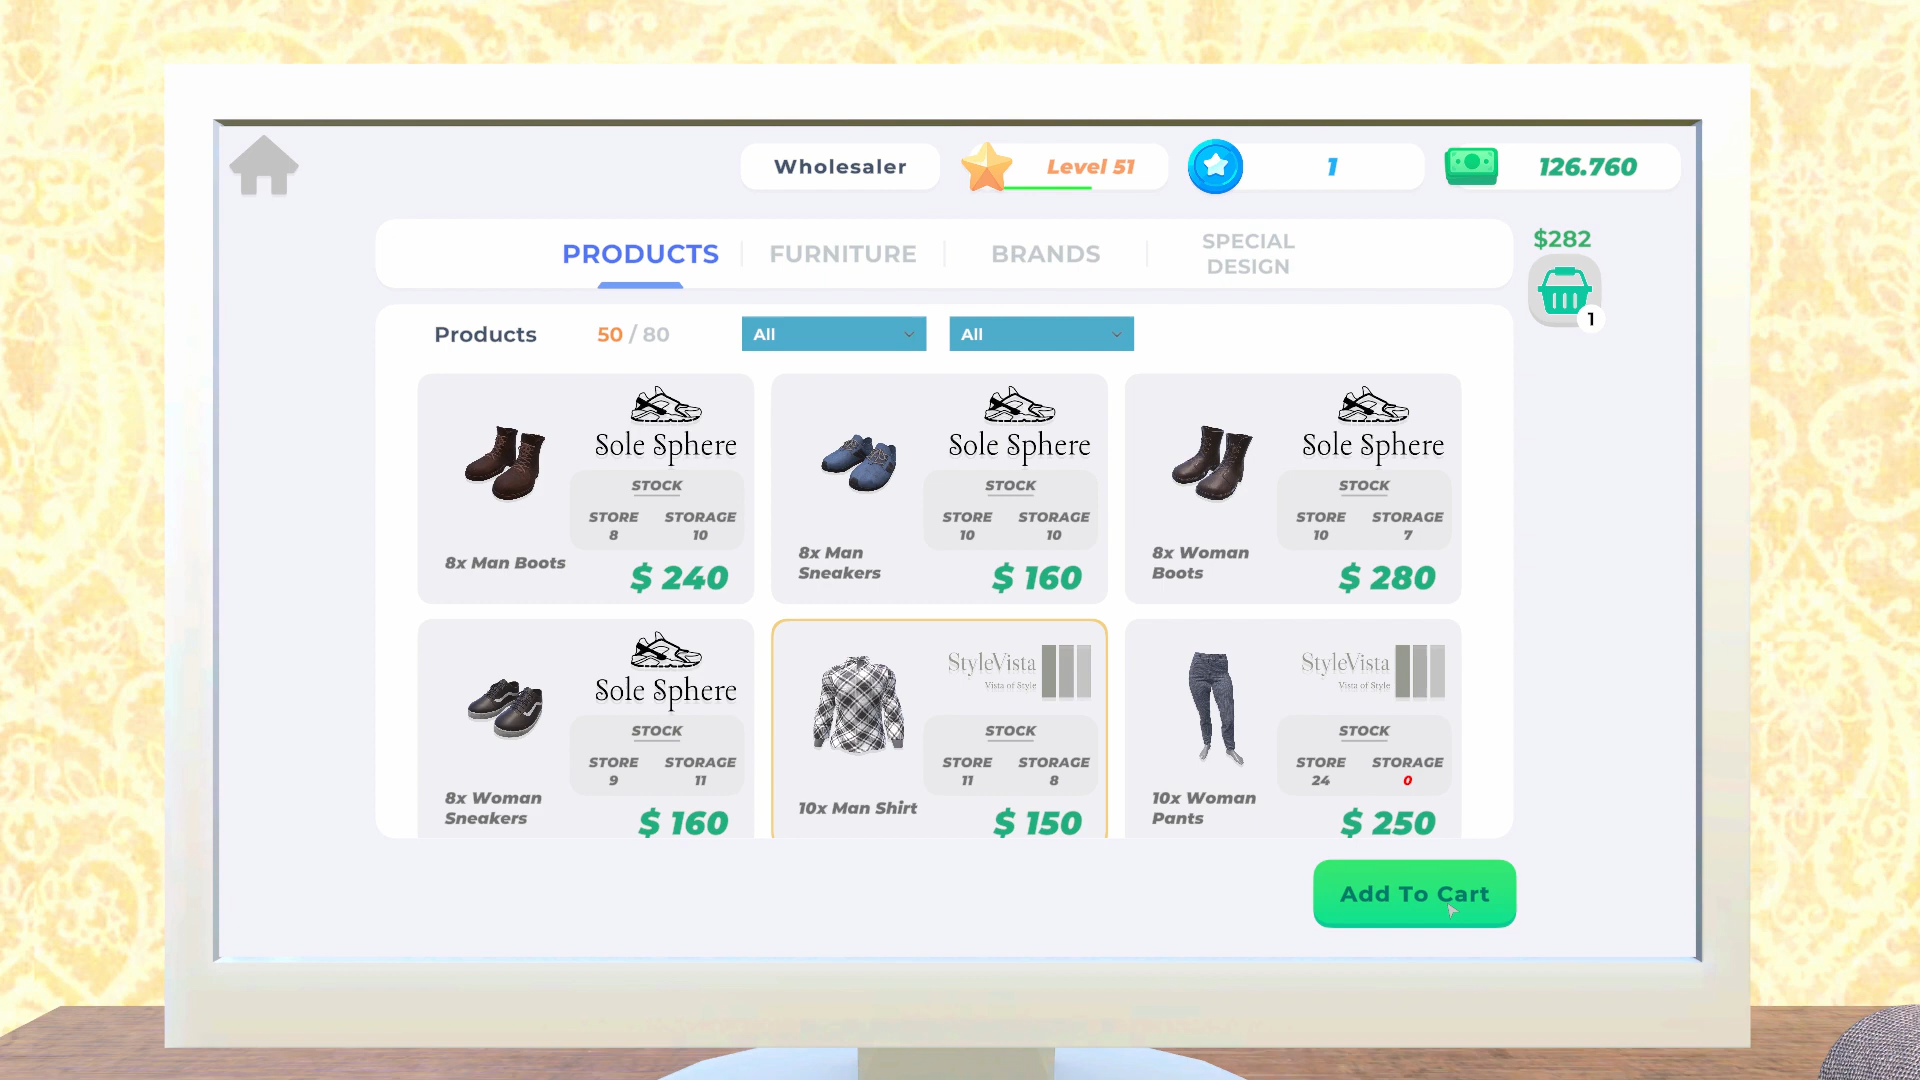 Wholesaler
Level 51
1
126.760
PRODUCTS
FURNITURE
BRANDS
SPECIAL
DESIGN
$282
1
Products
50 / 80
All
All
Sole Sphere
STOCK
STORE STORAGE
8 10
8x Man Boots
$ 240
Sole Sphere
STOCK
STORE STORAGE
10 10
8x Man
Sneakers
$ 160
Sole Sphere
STOCK
STORE STORAGE
10 7
8x Woman
Boots
$ 280
Sole Sphere
STOCK
STORE STORAGE
9 11
8x Woman
Sneakers
$ 160
StyleVista
Vista of Style
STOCK
STORE STORAGE
11 8
10x Man Shirt
$ 150
StyleVista
Vista of Style
STOCK
STORE STORAGE
24 0
10x Woman
Pants
$ 250
Add To Cart